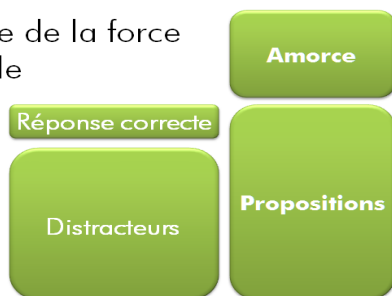 e de la force
le
Amorce
Réponse correcte
Distracteurs
Propositions